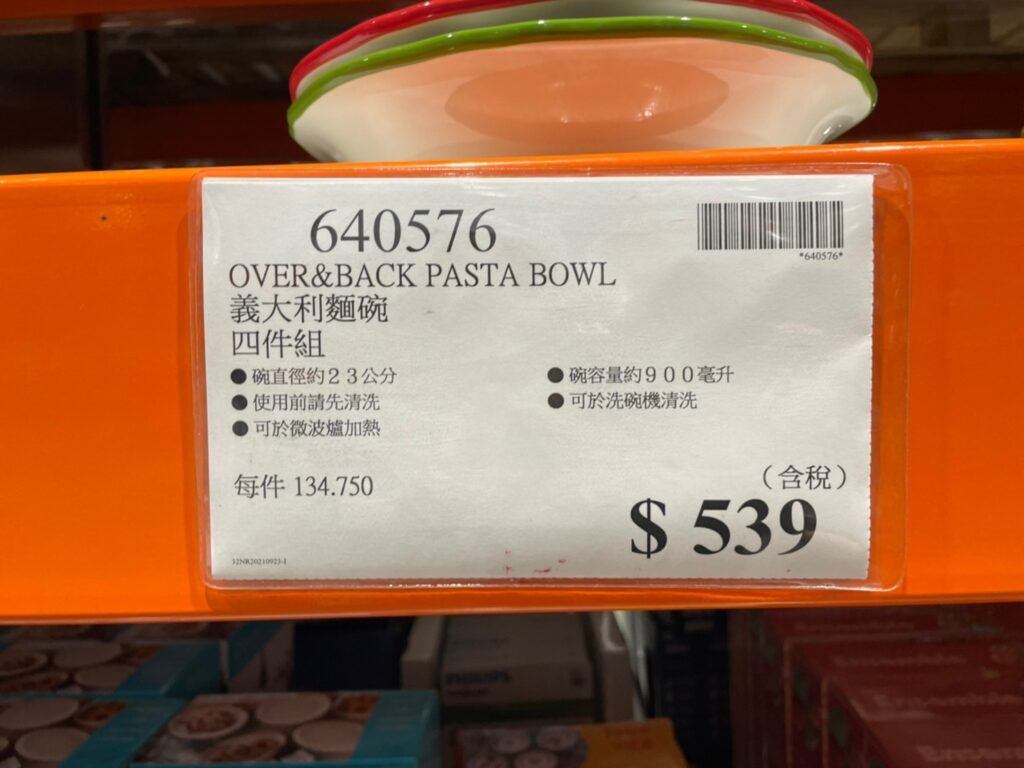 640576
*640576*
OVER&BACK PASTA BOWL
義大利麵碗
四件組
● 碗直徑約２３公分
● 碗容量約９００毫升
● 使用前請先清洗
● 可於洗碗機清洗
● 可於微波爐加熱
每件 134.750
（含稅）
$ 539
32NR20210923-1
PHILIPS